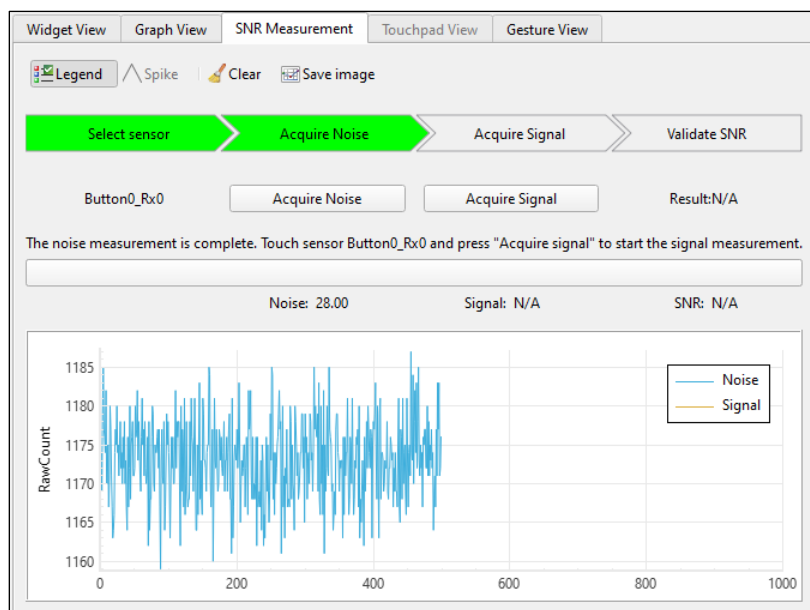 Widget View Graph View SNR Measurement Touchpad View Gesture View
Legend Spike Clear Save image
Select sensor Acquire Noise Acquire Signal Validate SNR
Button0_Rx0 Acquire Noise Acquire Signal Result:N/A
The noise measurement is complete. Touch sensor Button0_Rx0 and press "Acquire signal" to start the signal measurement.
Noise: 28.00 Signal: N/A SNR: N/A
RawCount
1185
1180
1175
1170
1165
1160
0 200 400 600 800 1000
Noise
Signal